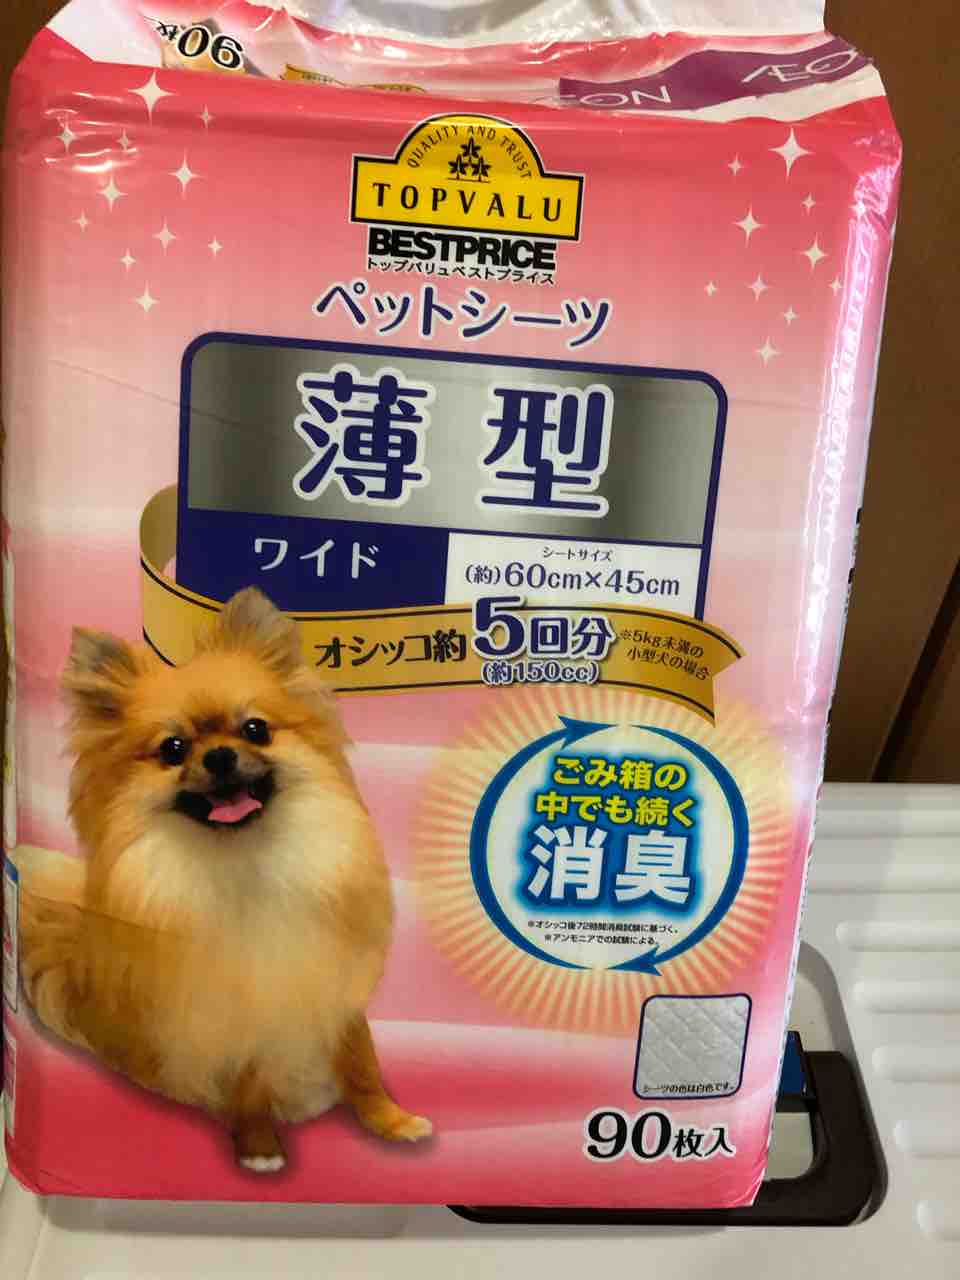 90枚
AEON
AEO
QUALITY AND TRUST
TOPVALU
BESTPRICE
トップバリュベストプライス
ペットシーツ
薄型
ワイド
シートサイズ
(約)60cm×45cm
オシッコ約5回分
(約150cc)
※5kg未満の
小型犬の場合
ごみ箱の
中でも続く
消臭
※オシッコ後72時間消臭試験に基づく。
※アンモニアでの試験による。
シーツの色は白色です。
90枚入